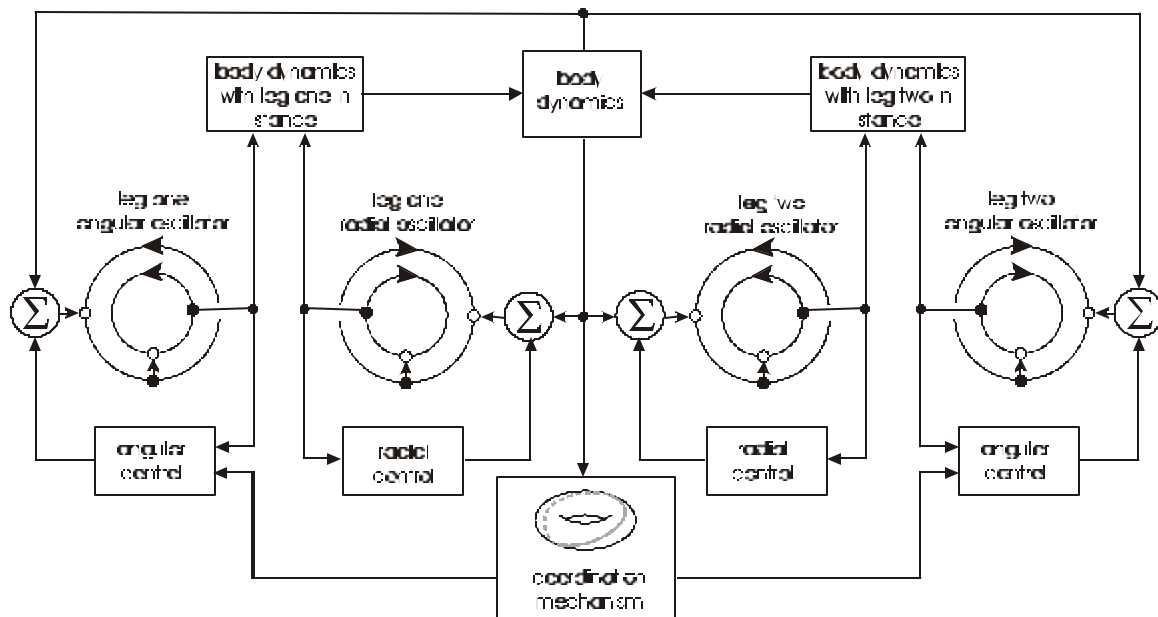 body dynamics
with leg one in
stance
body
dynamics
body dynamics
with leg two in
stance
leg one
angular oscillator
leg one
radial oscillator
leg two
radial oscillator
leg two
angular oscillator
Σ
Σ
Σ
Σ
angular
control
radial
control
radial
control
angular
control
coordination
mechanism